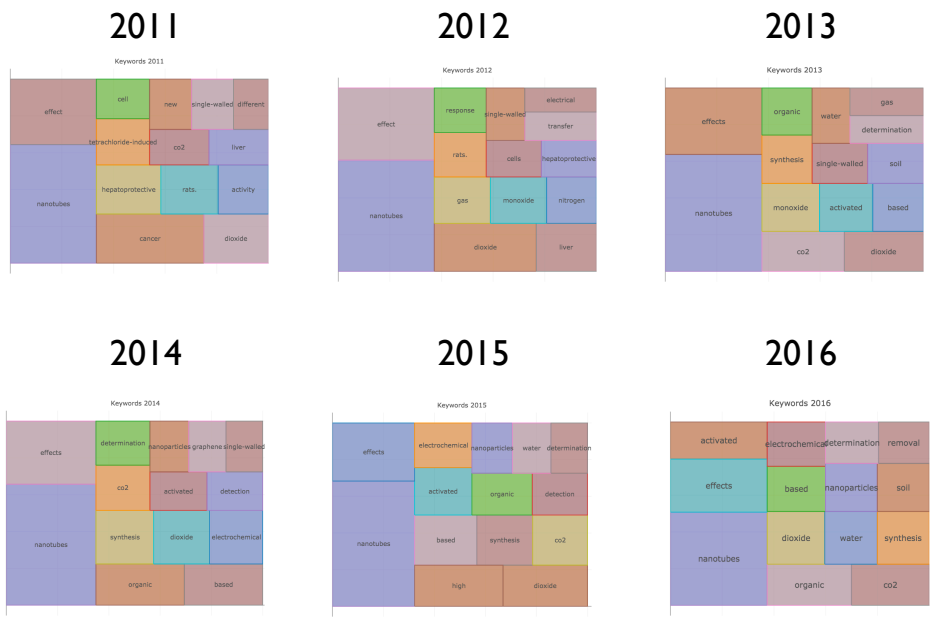 2011 2012 2013
Keywords 2011
effect
cell
new
single-walled
different
tetrachloride-induced
co2
liver
nanotubes
hepatoprotective
rats.
activity
cancer
dioxide
Keywords 2012
effect
response
single-walled
electrical
transfer
rats.
cells
hepatoprotective
nanotubes
gas
monoxide
nitrogen
dioxide
liver
Keywords 2013
effects
organic
water
gas
determination
synthesis
single-walled
soil
nanotubes
monoxide
activated
based
co2
dioxide
2014 2015 2016
Keywords 2014
effects
determination
nanoparticles
graphene
single-walled
co2
activated
detection
nanotubes
synthesis
dioxide
electrochemical
organic
based
Keywords 2015
effects
electrochemical
nanoparticles
water
determination
activated
organic
detection
nanotubes
based
synthesis
co2
high
dioxide
Keywords 2016
activated
electrochemical
determination
removal
effects
based
nanoparticles
soil
nanotubes
dioxide
water
synthesis
organic
co2